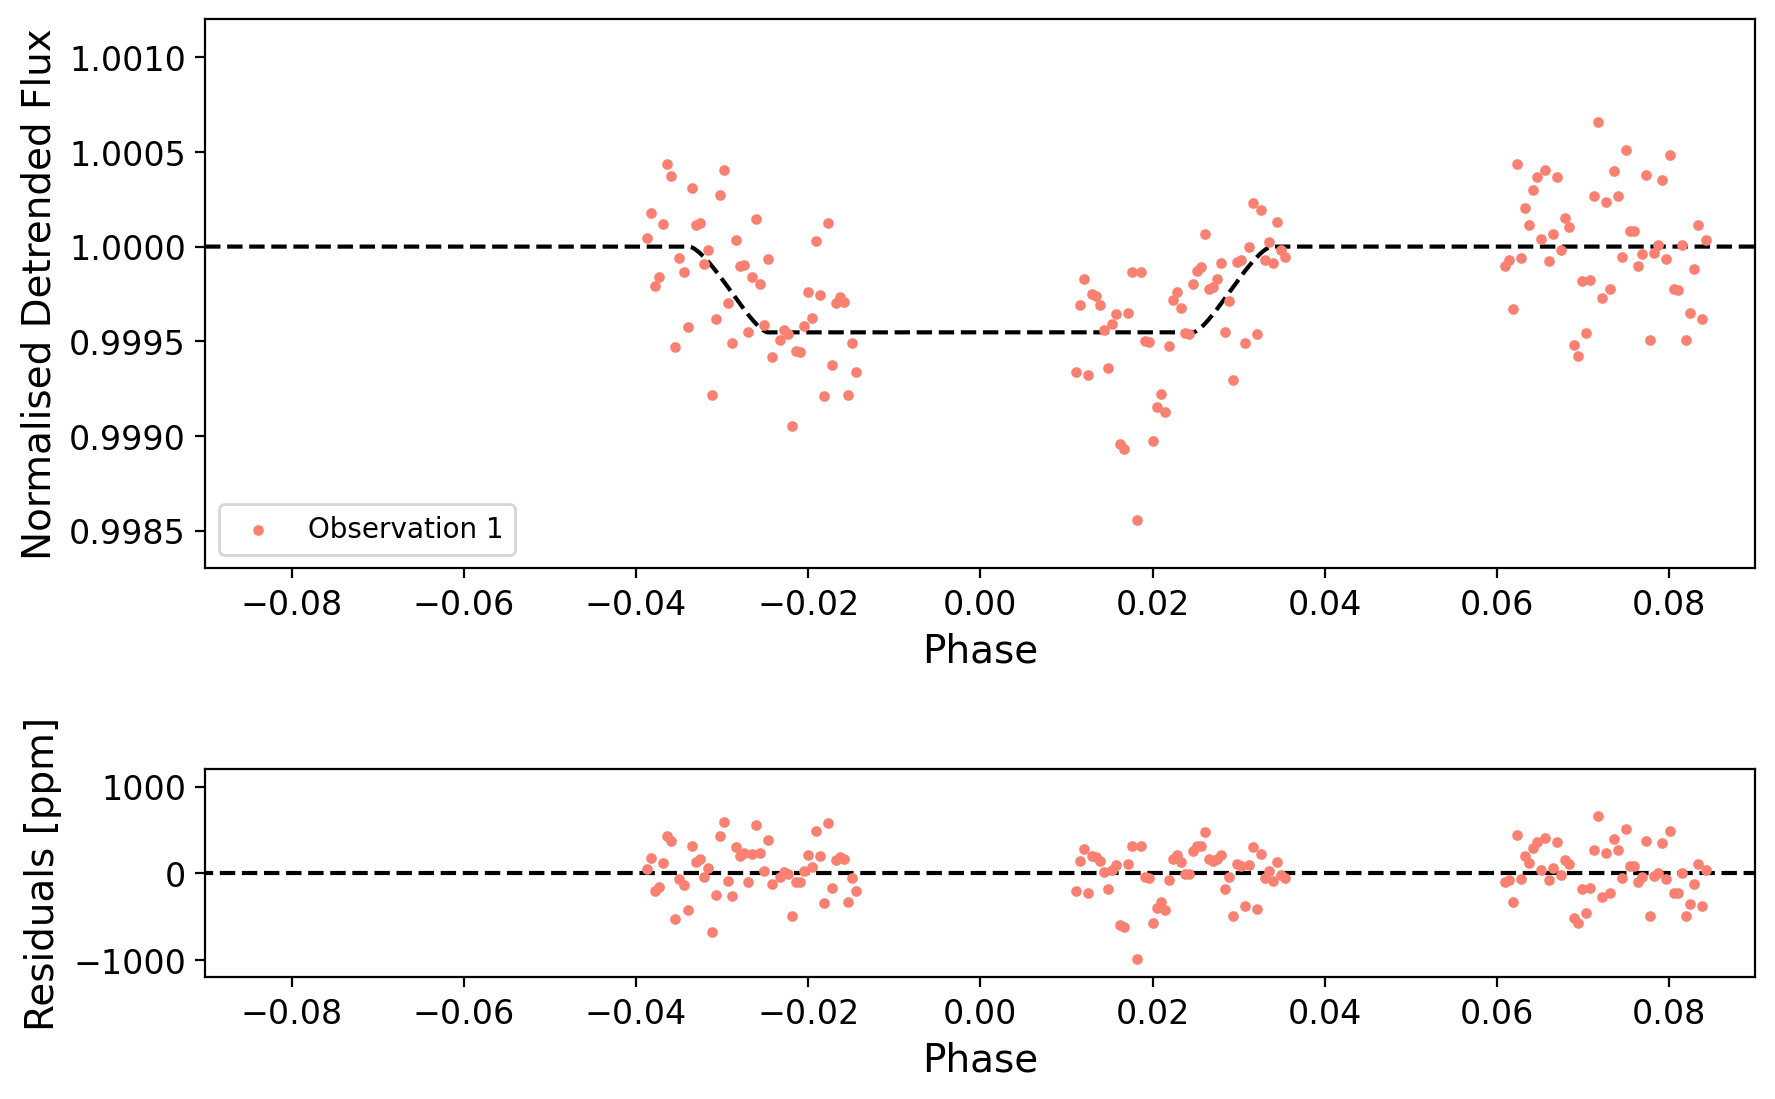 Normalised Detrended Flux
1.0010
1.0005
1.0000
0.9995
0.9990
0.9985
Observation 1
−0.08 −0.06 −0.04 −0.02 0.00 0.02 0.04 0.06 0.08
Phase
Residuals [ppm]
1000
0
−1000
−0.08 −0.06 −0.04 −0.02 0.00 0.02 0.04 0.06 0.08
Phase